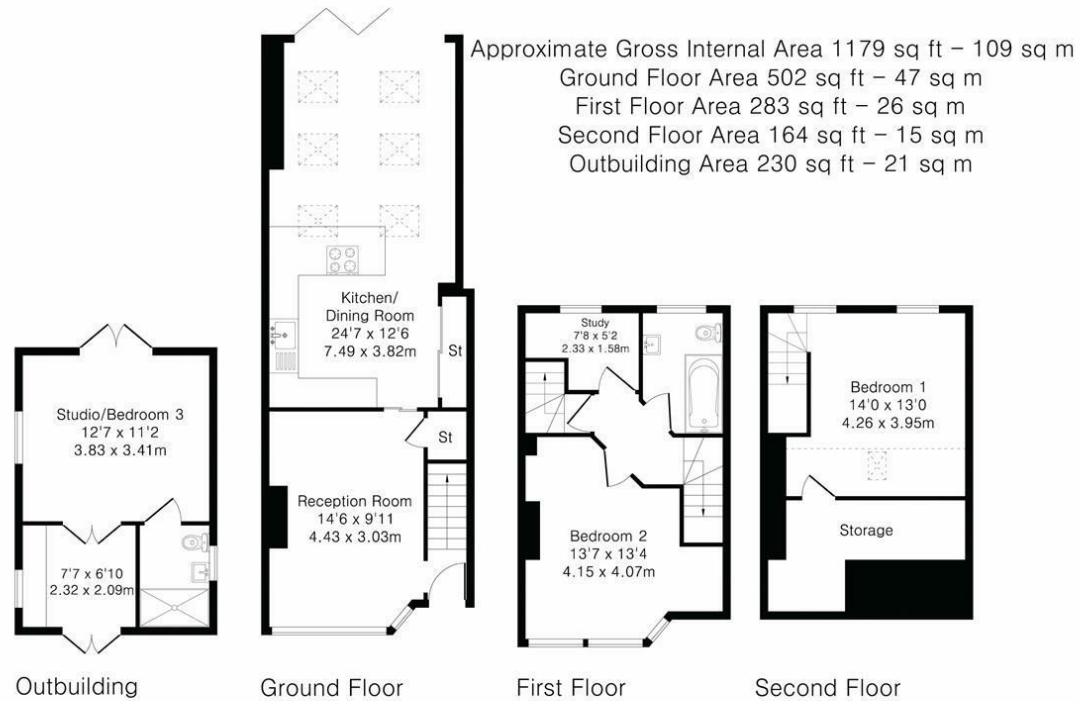 Approximate Gross Internal Area 1179 sq ft – 109 sq m
Ground Floor Area 502 sq ft – 47 sq m
First Floor Area 283 sq ft – 26 sq m
Second Floor Area 164 sq ft – 15 sq m
Outbuilding Area 230 sq ft – 21 sq m
Studio/Bedroom 3
12'7 x 11'2
3.83 x 3.41m
7'7 x 6'10
2.32 x 2.09m
Outbuilding
Kitchen/
Dining Room
24'7 x 12'6
7.49 x 3.82m
St
St
Reception Room
14'6 x 9'11
4.43 x 3.03m
Ground Floor
Study
7'8 x 5'2
2.33 x 1.58m
Bedroom 2
13'7 x 13'4
4.15 x 4.07m
First Floor
Bedroom 1
14'0 x 13'0
4.26 x 3.95m
Storage
Second Floor